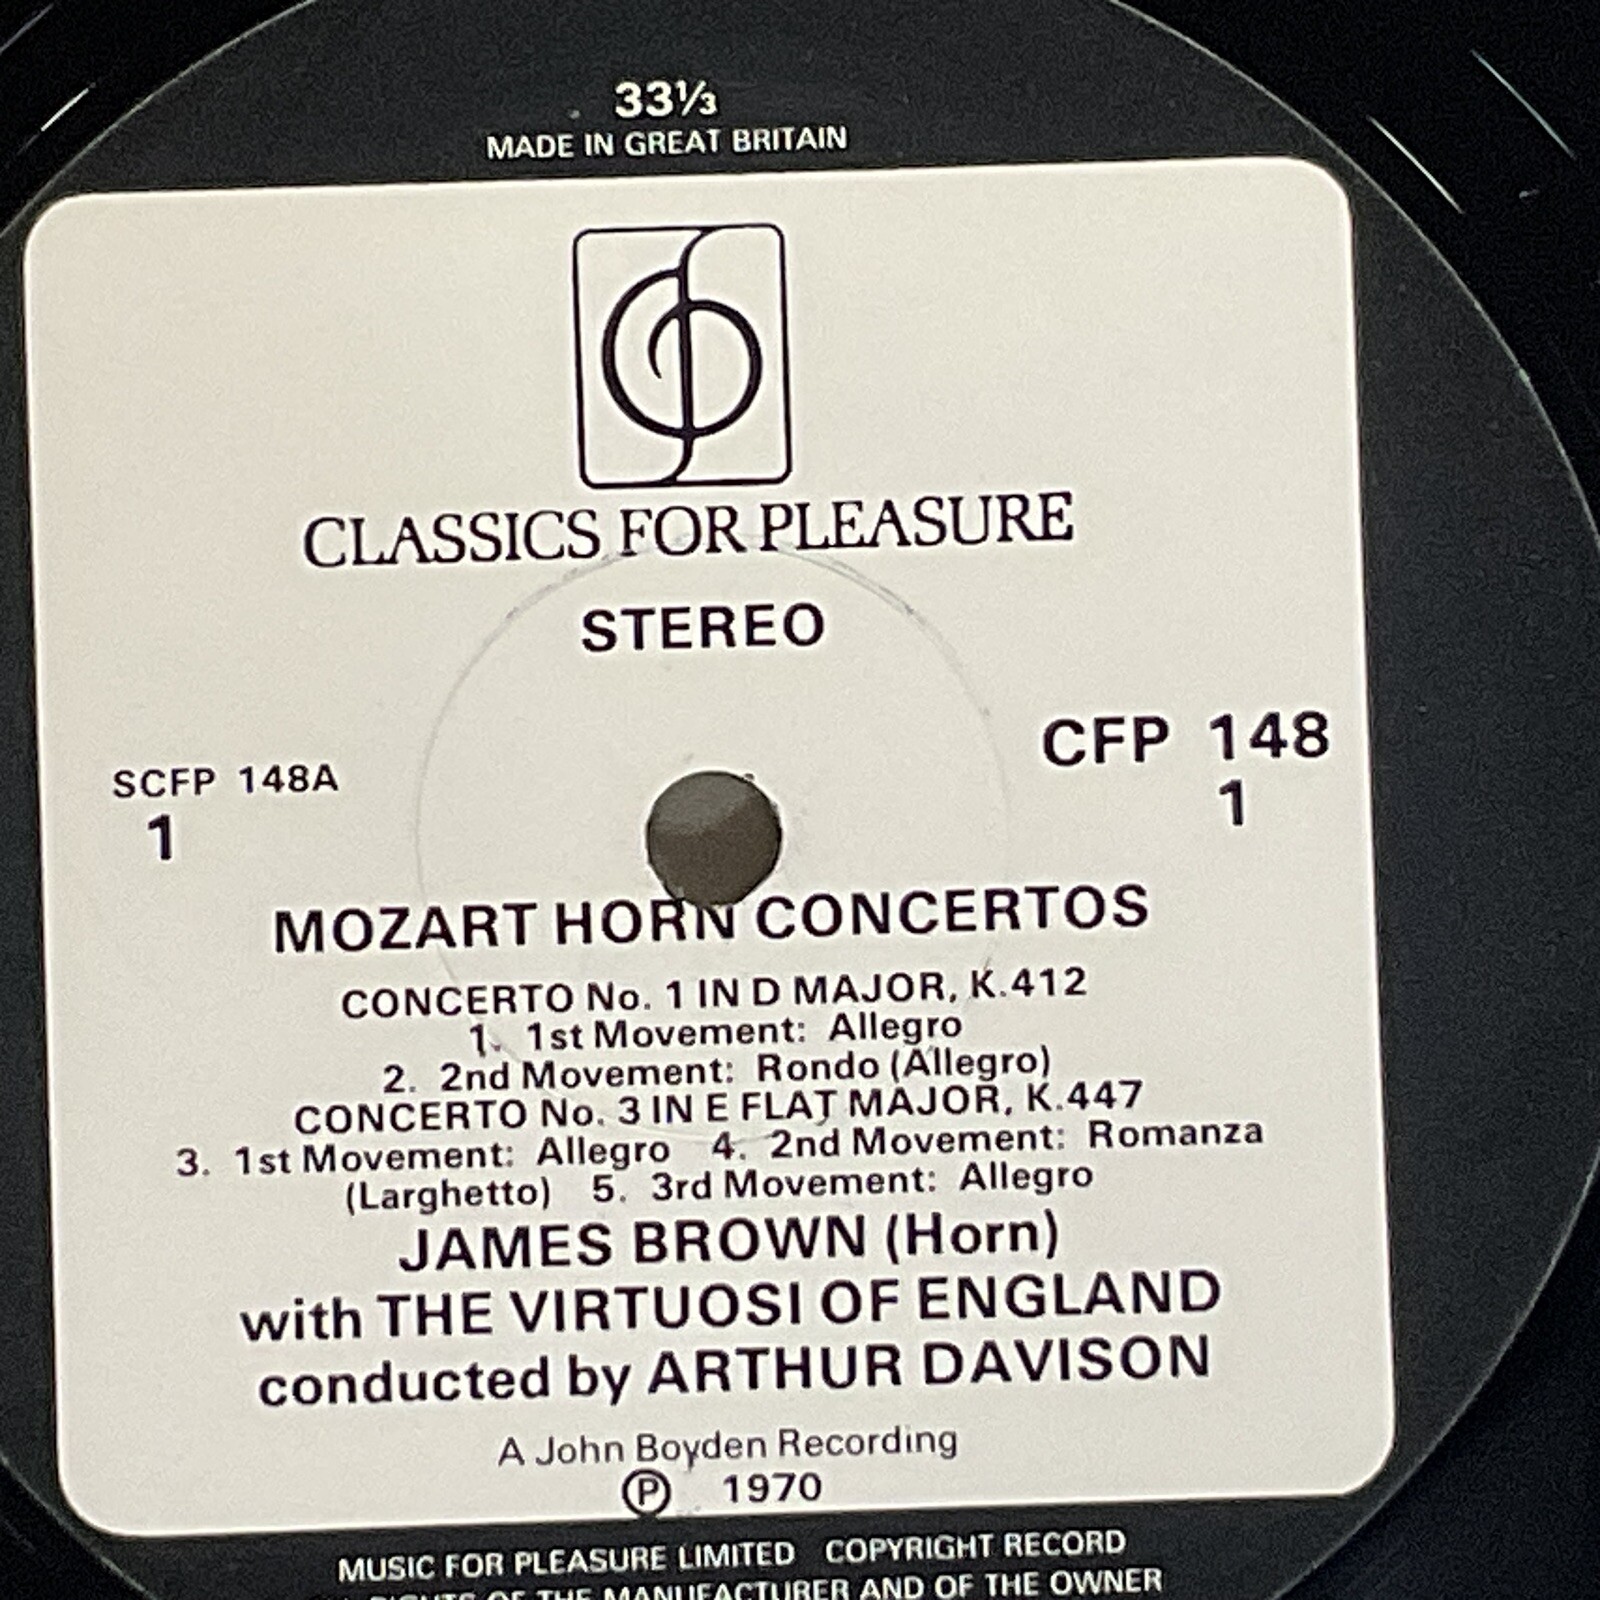 33⅓
MADE IN GREAT BRITAIN
CLASSICS FOR PLEASURE
STEREO
CFP 148
SCFP 148A
1
1
MOZART HORN CONCERTOS
CONCERTO No. 1 IN D MAJOR, K.412
1. 1st Movement: Allegro
2. 2nd Movement: Rondo (Allegro)
CONCERTO No. 3 IN E FLAT MAJOR, K.447
3. 1st Movement: Allegro 4. 2nd Movement: Romanza
(Larghetto) 5. 3rd Movement: Allegro
JAMES BROWN (Horn)
with THE VIRTUOSI OF ENGLAND
conducted by ARTHUR DAVISON
A John Boyden Recording
Ⓟ 1970
MUSIC FOR PLEASURE LIMITED COPYRIGHT RECORD
RIGHTS OF THE MANUFACTURER AND OF THE OWNER